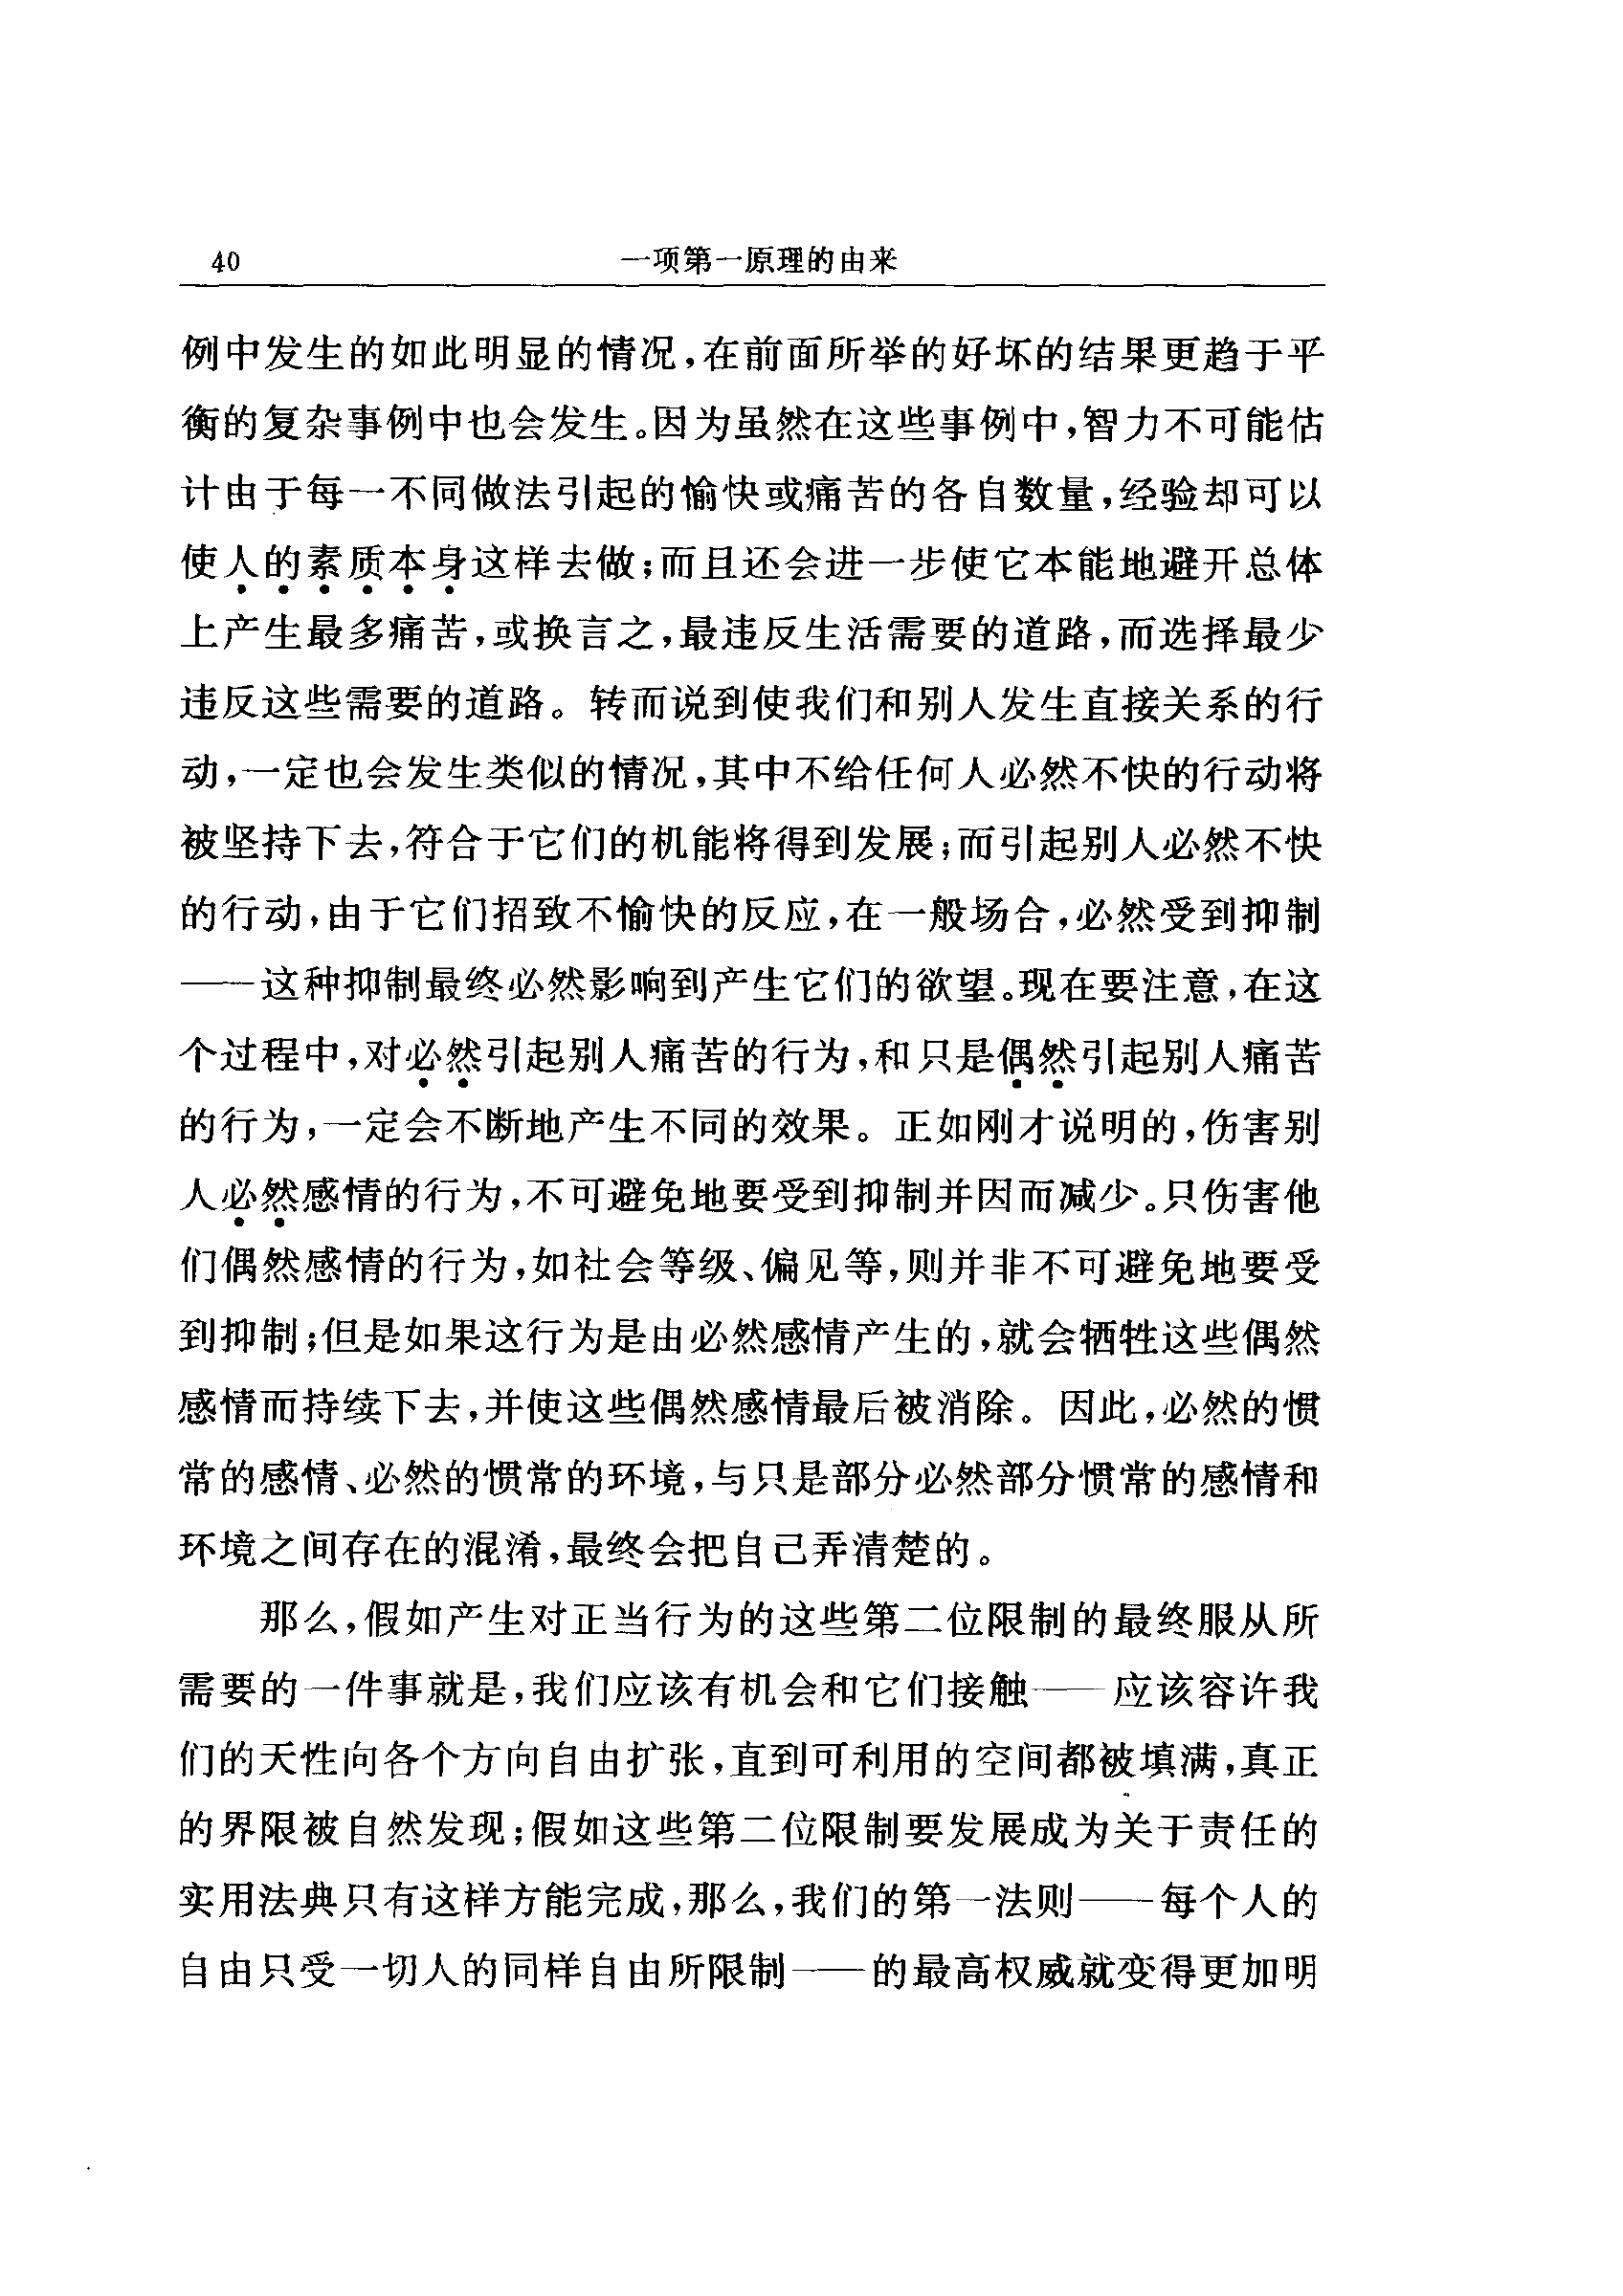 40 一项第一原理的由来
例中发生的如此明显的情况,在前面所举的好坏的结果更趋于平
衡的复杂事例中也会发生。因为虽然在这些事例中,智力不可能估
计由于每一不同做法引起的愉快或痛苦的各自数量,经验却可以
使人的素质本身这样去做;而且还会进一步使它本能地避开总体
上产生最多痛苦,或换言之,最违反生活需要的道路,而选择最少
违反这些需要的道路。转而说到使我们和别人发生直接关系的行
动,一定也会发生类似的情况,其中不给任何人必然不快的行动将
被坚持下去,符合于它们的机能将得到发展;而引起别人必然不快
的行动,由于它们招致不愉快的反应,在一般场合,必然受到抑制
——这种抑制最终必然影响到产生它们的欲望。现在要注意,在这
个过程中,对必然引起别人痛苦的行为,和只是偶然引起别人痛苦
的行为,一定会不断地产生不同的效果。正如刚才说明的,伤害别
人必然感情的行为,不可避免地要受到抑制并因而减少。只伤害他
们偶然感情的行为,如社会等级、偏见等,则并非不可避免地要受
到抑制;但是如果这行为是由必然感情产生的,就会牺牲这些偶然
感情而持续下去,并使这些偶然感情最后被消除。因此,必然的惯
常的感情、必然的惯常的环境,与只是部分必然部分惯常的感情和
环境之间存在的混淆,最终会把自己弄清楚的。
那么,假如产生对正当行为的这些第二位限制的最终服从所
需要的一件事就是,我们应该有机会和它们接触——应该容许我
们的天性向各个方向自由扩张,直到可利用的空间都被填满,真正
的界限被自然发现;假如这些第二位限制要发展成为关于责任的
实用法典只有这样方能完成,那么,我们的第一法则——每个人的
自由只受一切人的同样自由所限制——的最高权威就变得更加明